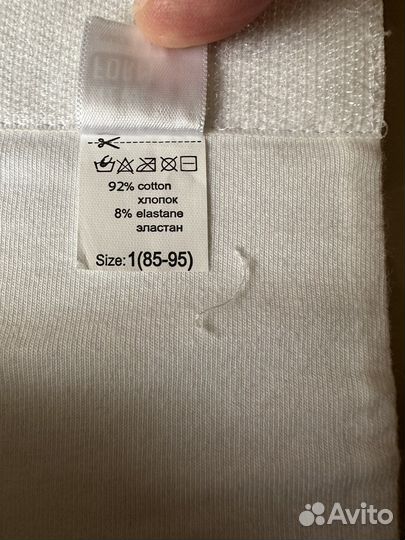 92% cotton
хлопок
8% elastane
эластан
Size: 1(85-95)
Avito